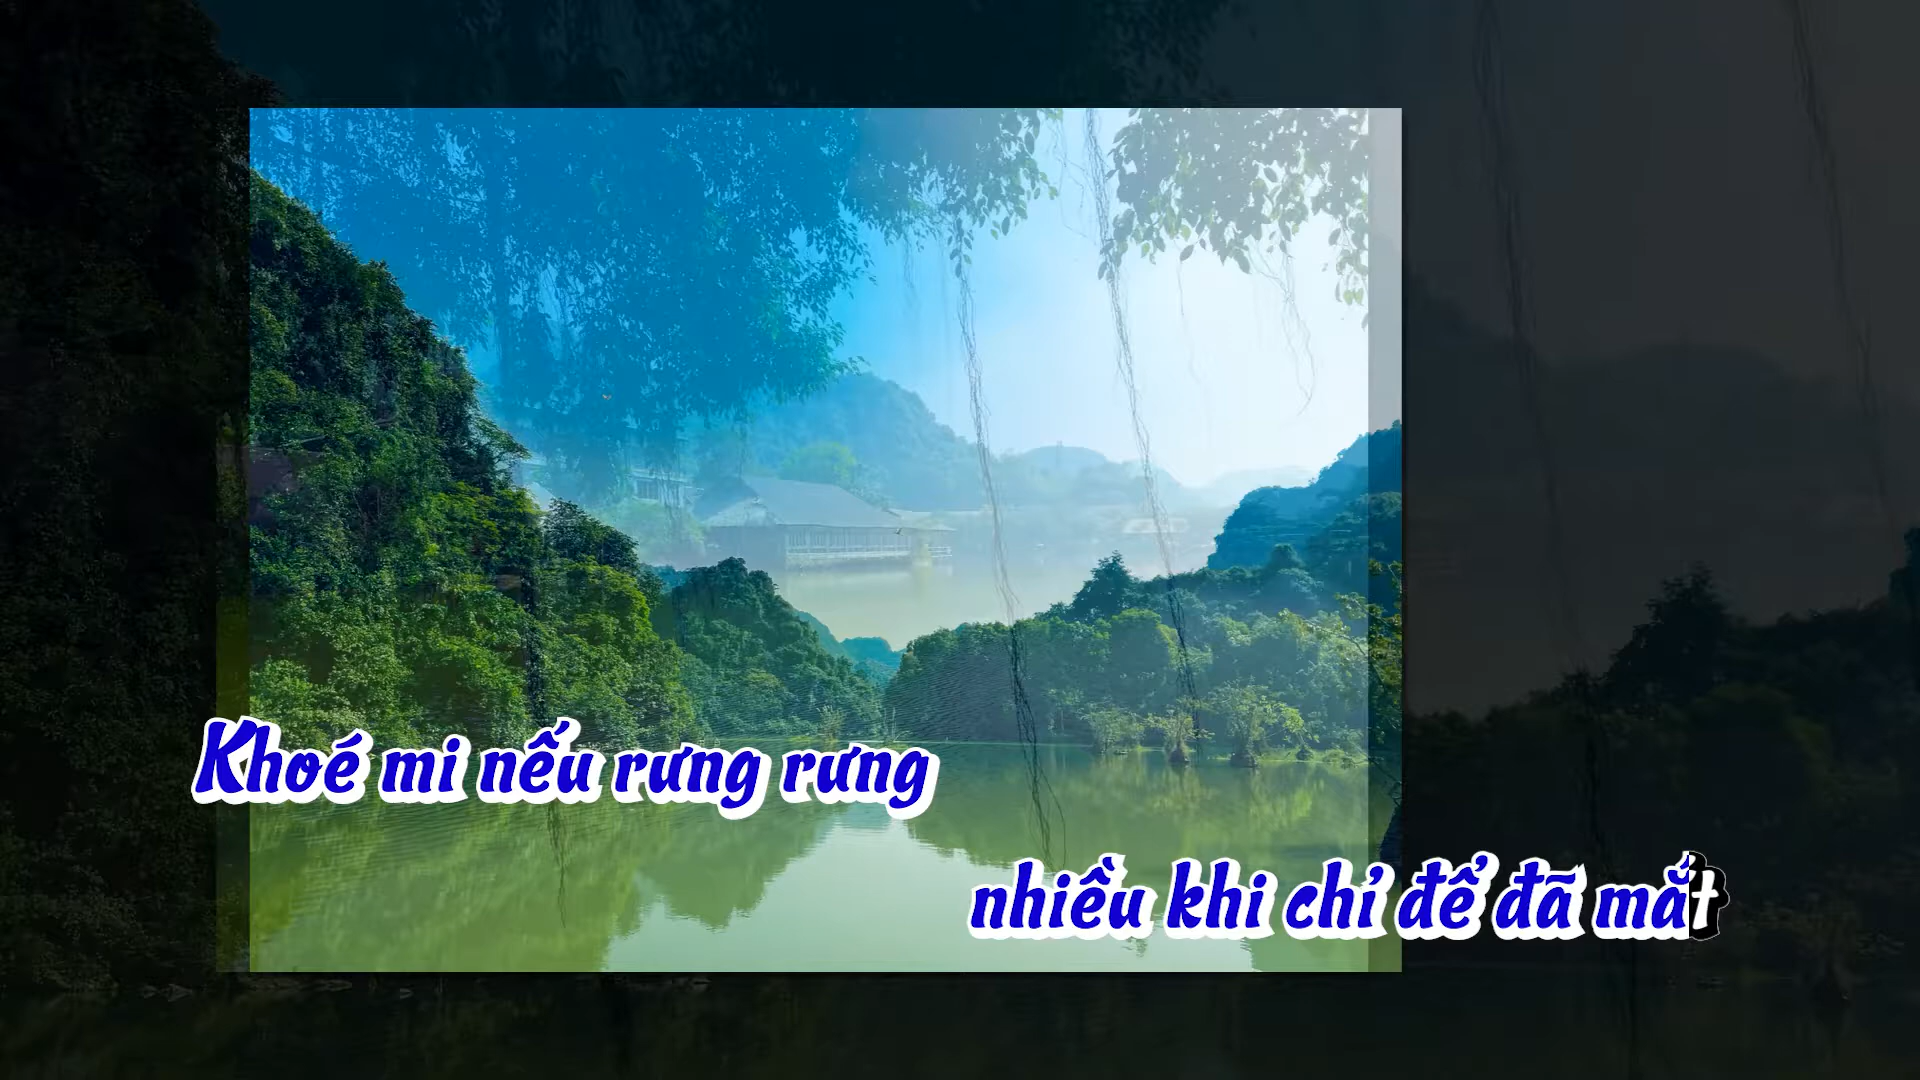 Khoé mi nếu rưng rưng
nhiều khi chỉ để đã mắt